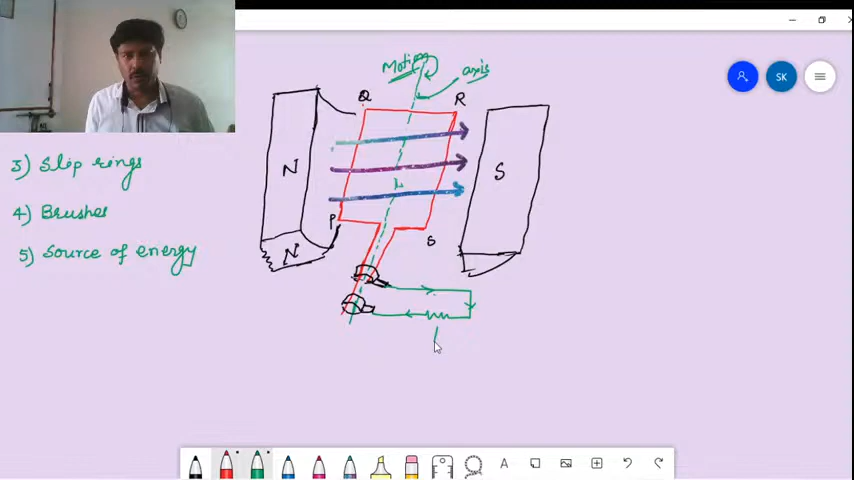 Motion
axis
Q
R
3) Slip rings
N
S
4) Brushes
P
S
5) Source of energy
N
SK
A